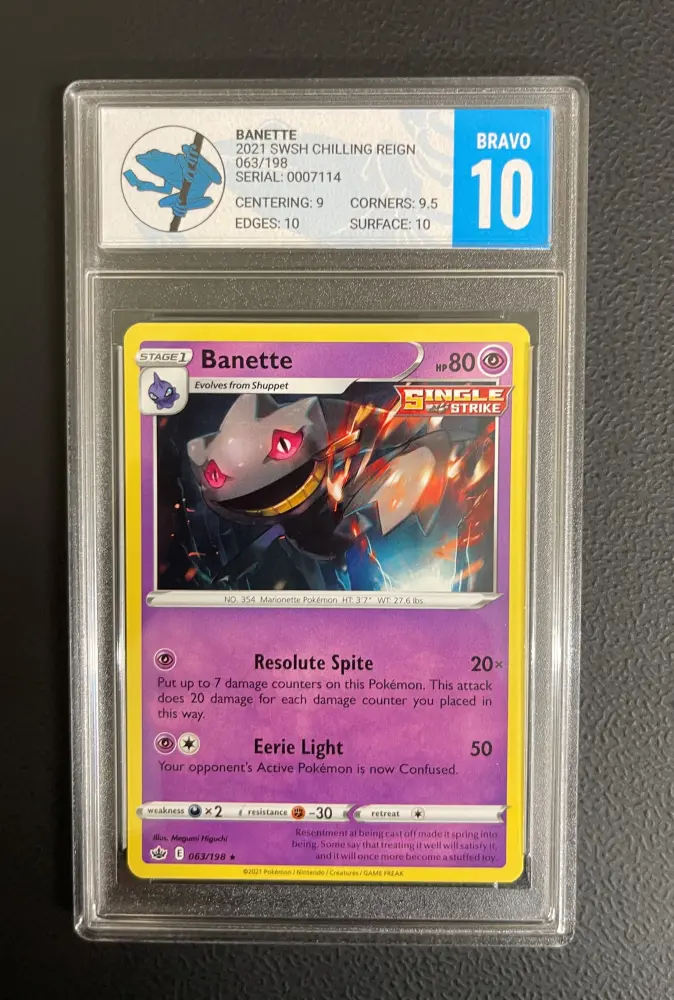 BANETTE
2021 SWSH CHILLING REIGN
063/198
SERIAL: 0007114
CENTERING: 9 CORNERS: 9.5
EDGES: 10 SURFACE: 10
BRAVO
10
STAGE 1 Banette HP 80
Evolves from Shuppet
SINGLE
STRIKE
NO. 354 Marionette Pokémon HT: 3'7" WT: 27.6 lbs.
Resolute Spite 20×
Put up to 7 damage counters on this Pokémon. This attack
does 20 damage for each damage counter you placed in
this way.
Eerie Light 50
Your opponent's Active Pokémon is now Confused.
weakness ×2 resistance -30 retreat
Illus. Megumi Higuchi
E 063/198 ★
Resentment at being cast off made it spring into
being. Some say that treating it well will satisfy it,
and it will once more become a stuffed toy.
©2021 Pokémon / Nintendo / Creatures / GAME FREAK